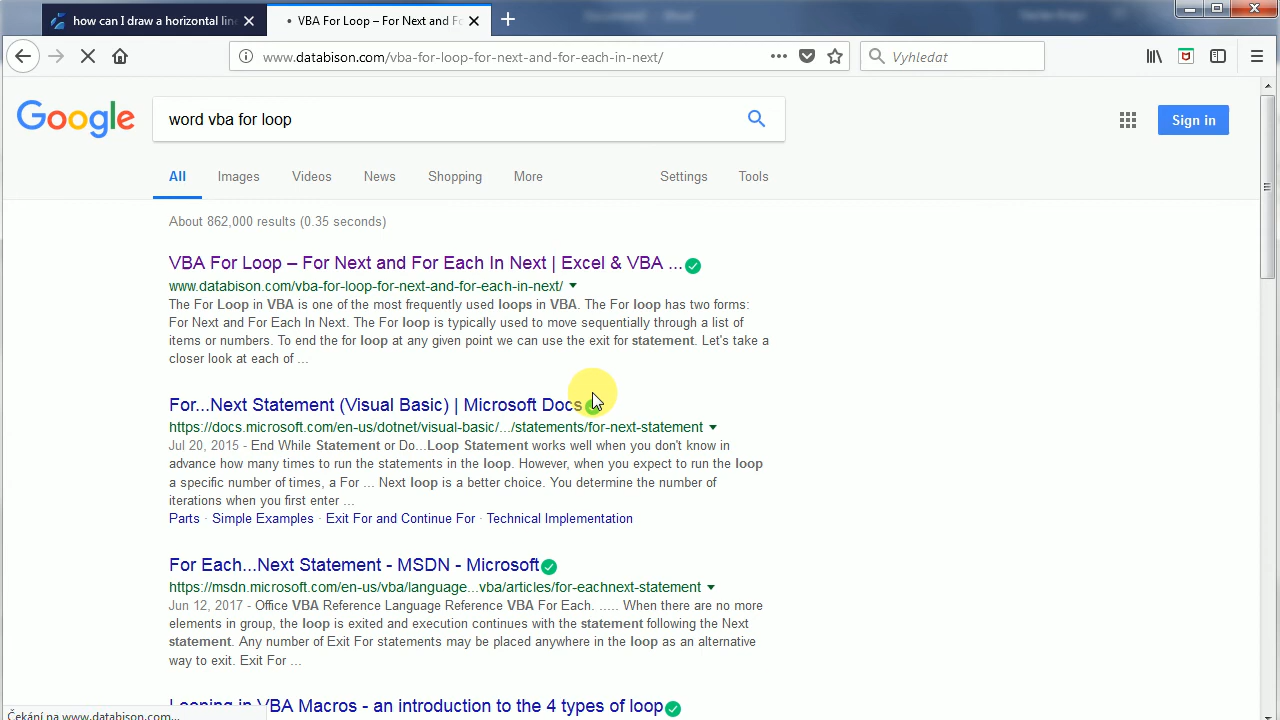 how can I draw a horizontal line
VBA For Loop – For Next and Fo
www.databison.com/vba-for-loop-for-next-and-for-each-in-next/
Vyhledat
Google
word vba for loop
Sign in
All Images Videos News Shopping More Settings Tools
About 862,000 results (0.35 seconds)
VBA For Loop – For Next and For Each In Next | Excel & VBA ...
www.databison.com/vba-for-loop-for-next-and-for-each-in-next/
The For Loop in VBA is one of the most frequently used loops in VBA. The For loop has two forms:
For Next and For Each In Next. The For loop is typically used to move sequentially through a list of
items or numbers. To end the for loop at any given point we can use the exit for statement. Let's take a
closer look at each of ...
For...Next Statement (Visual Basic) | Microsoft Docs
https://docs.microsoft.com/en-us/dotnet/visual-basic/.../statements/for-next-statement
Jul 20, 2015 - End While Statement or Do...Loop Statement works well when you don't know in
advance how many times to run the statements in the loop. However, when you expect to run the loop
a specific number of times, a For ... Next loop is a better choice. You determine the number of
iterations when you first enter ...
Parts · Simple Examples · Exit For and Continue For · Technical Implementation
For Each...Next Statement - MSDN - Microsoft
https://msdn.microsoft.com/en-us/vba/language...vba/articles/for-eachnext-statement
Jun 12, 2017 - Office VBA Reference Language Reference VBA For Each. ..... When there are no more
elements in group, the loop is exited and execution continues with the statement following the Next
statement. Any number of Exit For statements may be placed anywhere in the loop as an alternative
way to exit. Exit For ...
Looping in VBA Macros - an introduction to the 4 types of loop
Čekání na www.databison.com...